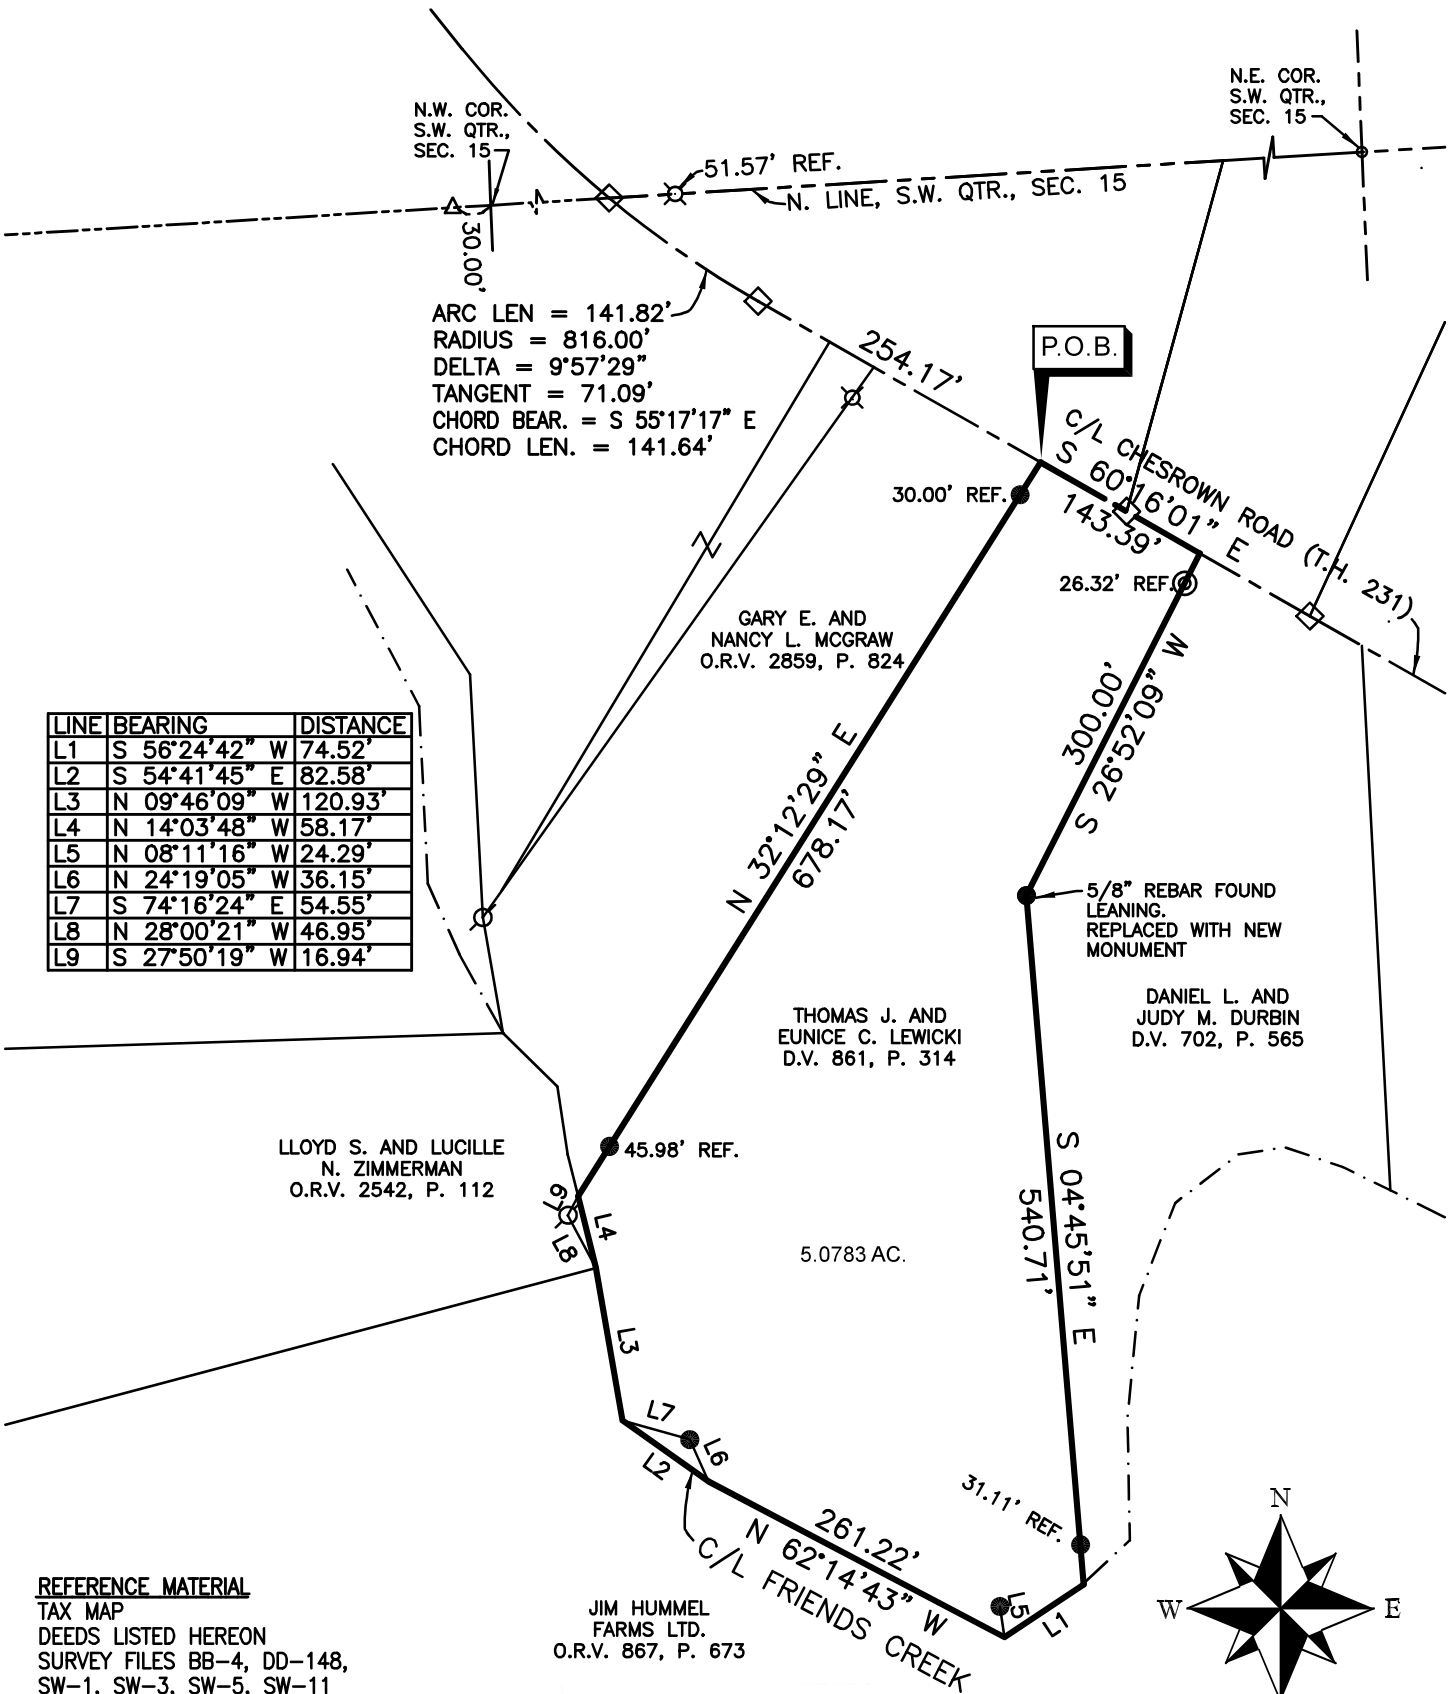 N.W. COR.
S.W. QTR.,
SEC. 15
N.E. COR.
S.W. QTR.,
SEC. 15
51.57' REF.
N. LINE, S.W. QTR., SEC. 15
30.00'
ARC LEN = 141.82'
RADIUS = 816.00'
DELTA = 9°57'29"
TANGENT = 71.09'
CHORD BEAR. = S 55°17'17" E
CHORD LEN. = 141.64'
254.17'
P.O.B.
C/L CHESROWN ROAD (T.H. 231)
S 60°16'01" E
143.39'
30.00' REF.
26.32' REF.
GARY E. AND
NANCY L. MCGRAW
O.R.V. 2859, P. 824
300.00'
S 26°52'09" W
N 32°12'29" E
678.17'
LINE BEARING DISTANCE
L1 S 56°24'42" W 74.52'
L2 S 54°41'45" E 82.58'
L3 N 09°46'09" W 120.93'
L4 N 14°03'48" W 58.17'
L5 N 08°11'16" W 24.29'
L6 N 24°19'05" W 36.15'
L7 S 74°16'24" E 54.55'
L8 N 28°00'21" W 46.95'
L9 S 27°50'19" W 16.94'
5/8" REBAR FOUND
LEANING.
REPLACED WITH NEW
MONUMENT
DANIEL L. AND
JUDY M. DURBIN
D.V. 702, P. 565
THOMAS J. AND
EUNICE C. LEWICKI
D.V. 861, P. 314
LLOYD S. AND LUCILLE
N. ZIMMERMAN
O.R.V. 2542, P. 112
45.98' REF.
L9
L4
L8
S 04°45'51" E
540.71'
5.0783 AC.
L3
L7
L6
L2
31.11' REF.
261.22'
N 62°14'43" W
C/L FRIENDS CREEK
L5
L1
JIM HUMMEL
FARMS LTD.
O.R.V. 867, P. 673
N
W
E
REFERENCE MATERIAL
TAX MAP
DEEDS LISTED HEREON
SURVEY FILES BB-4, DD-148,
SW-1, SW-3, SW-5, SW-11